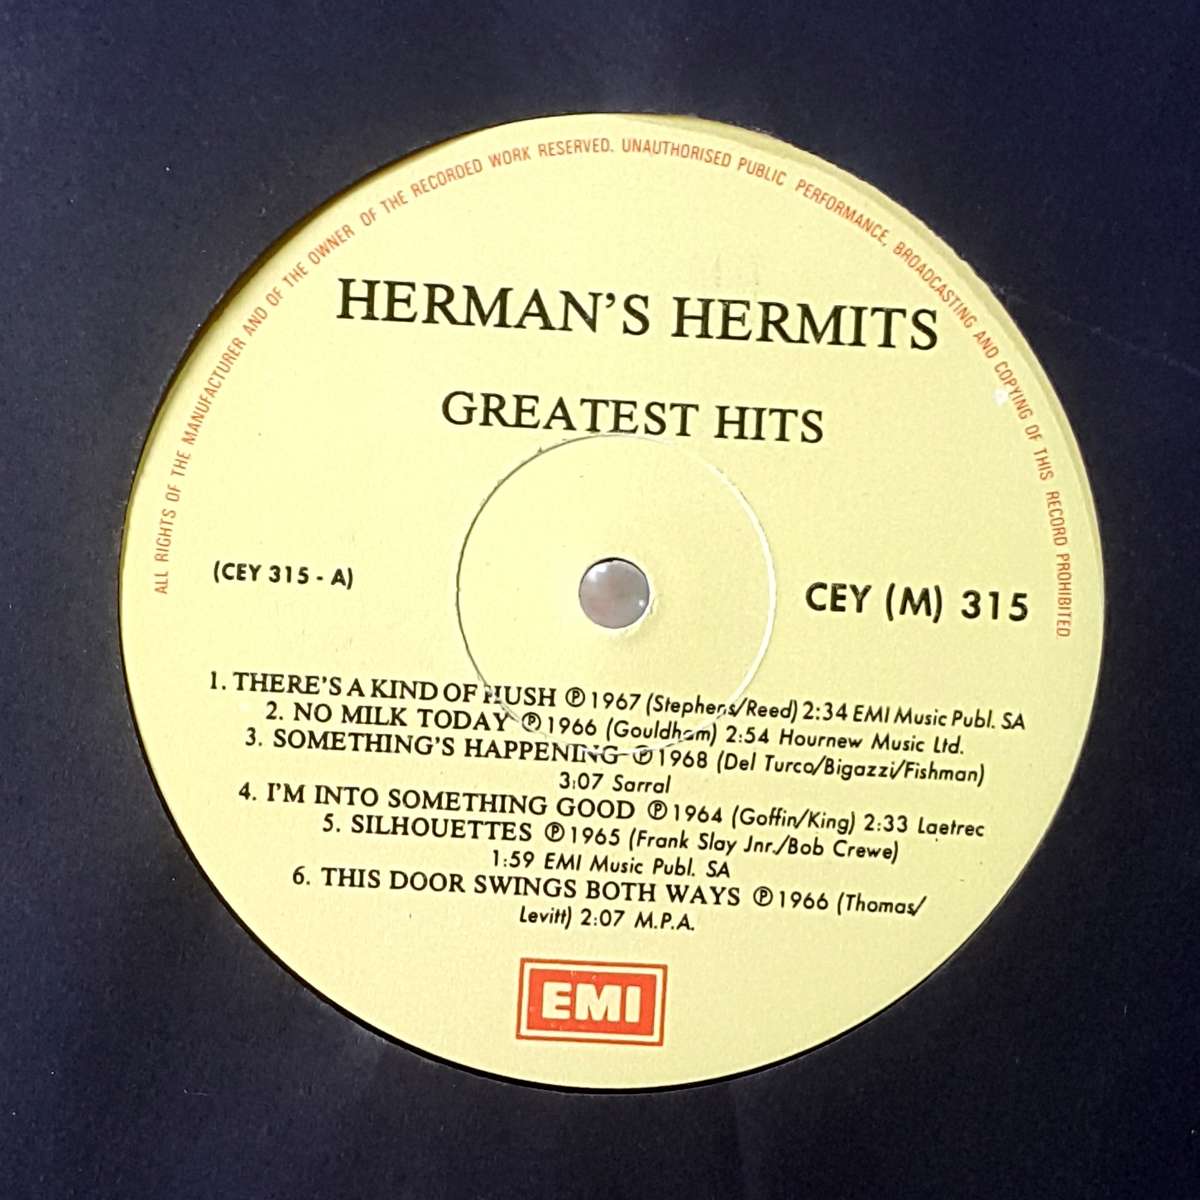 ALL RIGHTS OF THE MANUFACTURER AND OF THE OWNER OF THE RECORDED WORK RESERVED. UNAUTHORISED PUBLIC PERFORMANCE, BROADCASTING AND COPYING OF THIS RECORD PROHIBITED.
HERMAN'S HERMITS
GREATEST HITS
(CEY 315 - A)
CEY (M) 315
1. THERE'S A KIND OF HUSH ℗ 1967 (Stephens/Reed) 2:34 EMI Music Publ. SA
2. NO MILK TODAY ℗ 1966 (Gouldham) 2:54 Hournew Music Ltd.
3. SOMETHING'S HAPPENING ℗ 1968 (Del Turco/Bigazzi/Fishman)
3:07 Sarral
4. I'M INTO SOMETHING GOOD ℗ 1964 (Goffin/King) 2:33 Laetrec
5. SILHOUETTES ℗ 1965 (Frank Slay Jnr./Bob Crewe)
1:59 EMI Music Publ. SA
6. THIS DOOR SWINGS BOTH WAYS ℗ 1966 (Thomas/
Levitt) 2:07 M.P.A.
EMI